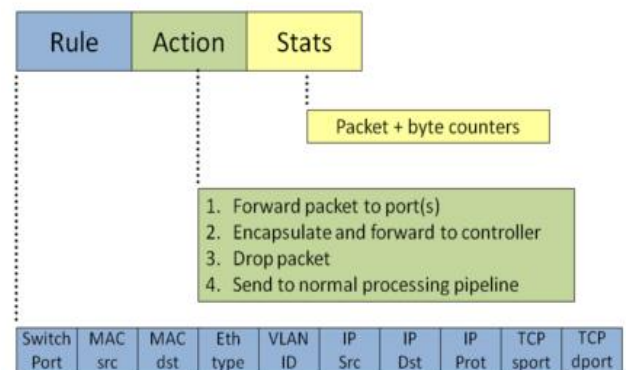 Rule Action Stats
Packet + byte counters
1. Forward packet to port(s)
2. Encapsulate and forward to controller
3. Drop packet
4. Send to normal processing pipeline
Switch MAC MAC Eth VLAN IP IP IP TCP TCP
Port src dst type ID Src Dst Prot sport dport